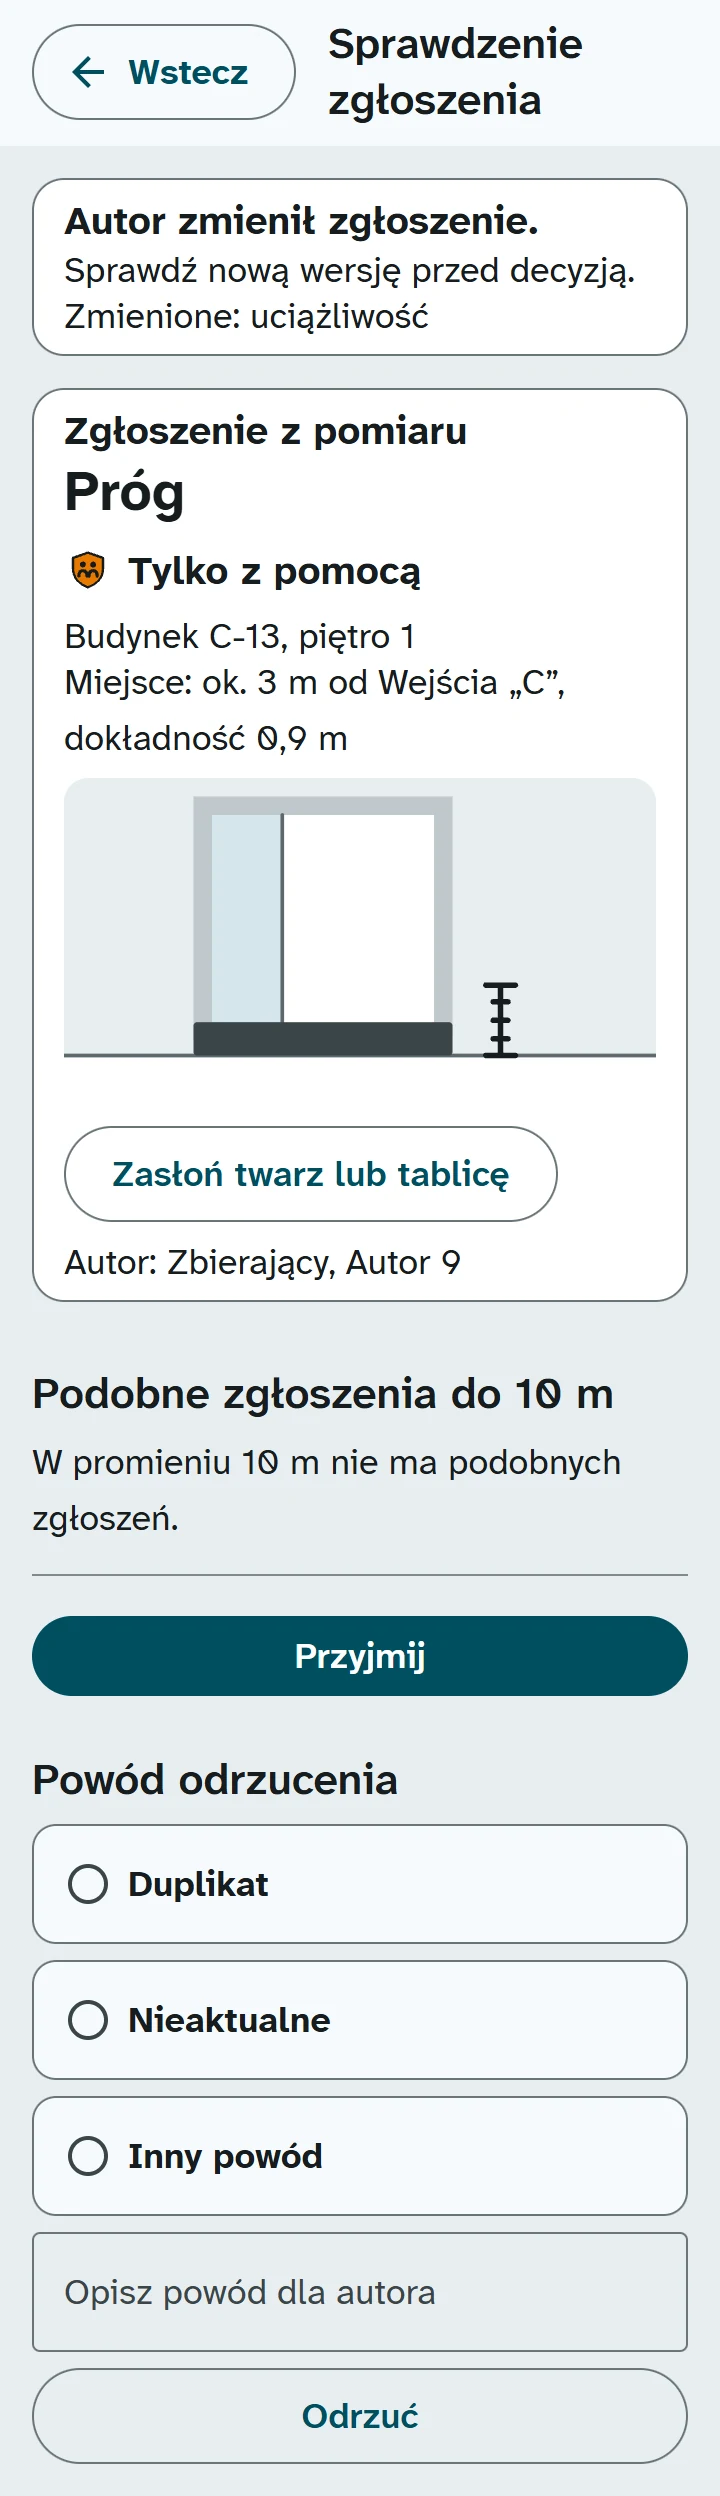 Wstecz
Sprawdzenie
zgłoszenia
Autor zmienił zgłoszenie.
Sprawdź nową wersję przed decyzją.
Zmienione: uciążliwość
Zgłoszenie z pomiaru
Próg
Tylko z pomocą
Budynek C-13, piętro 1
Miejsce: ok. 3 m od Wejścia „C”,
dokładność 0,9 m
Zasłoń twarz lub tablicę
Autor: Zbierający, Autor 9
Podobne zgłoszenia do 10 m
W promieniu 10 m nie ma podobnych
zgłoszeń.
Przyjmij
Powód odrzucenia
Duplikat
Nieaktualne
Inny powód
Opisz powód dla autora
Odrzuć